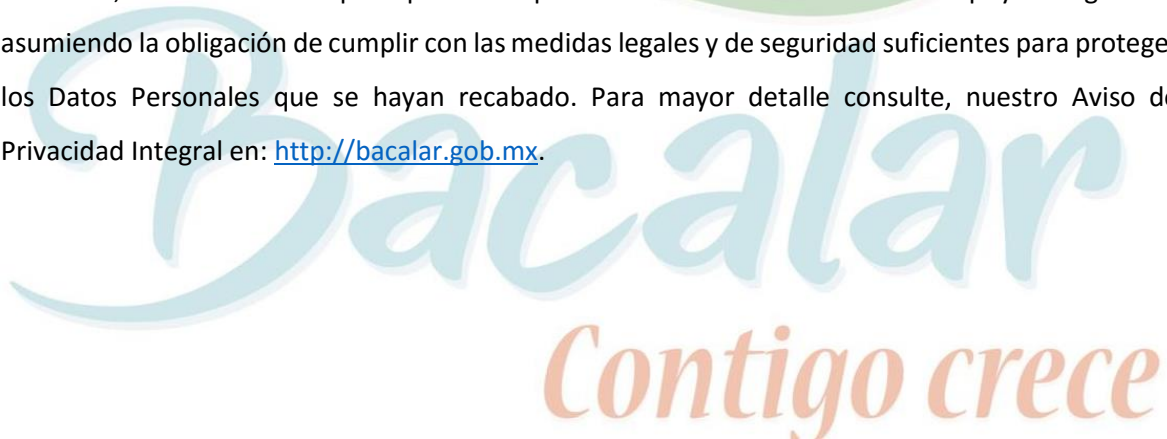 asumiendo la obligación de cumplir con las medidas legales y de seguridad suficientes para protege
los Datos Personales que se hayan recabado. Para mayor detalle consulte, nuestro Aviso d
Privacidad Integral en: http://bacalar.gob.mx.
Bacalar
Contigo crece